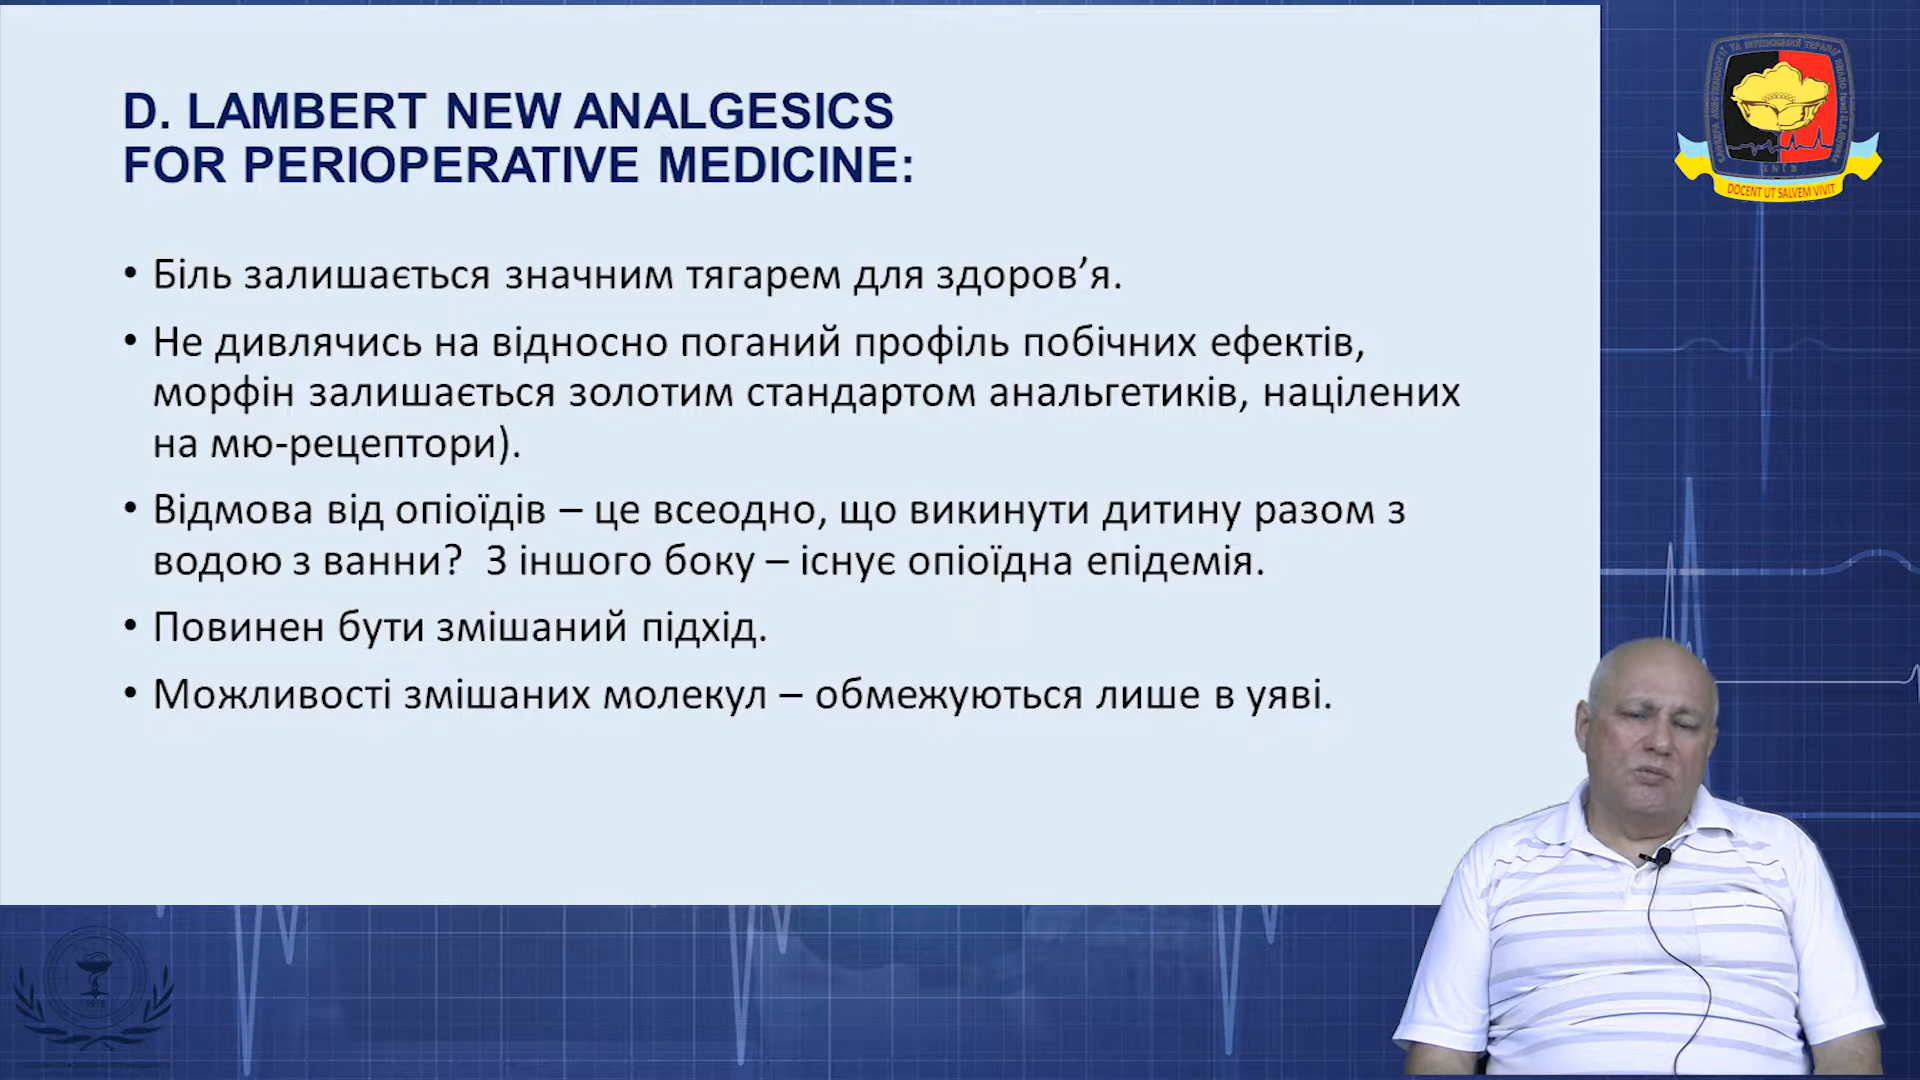 D. LAMBERT NEW ANALGESICS
FOR PERIOPERATIVE MEDICINE:
• Біль залишається значним тягарем для здоров’я.
• Не дивлячись на відносно поганий профіль побічних ефектів,
морфін залишається золотим стандартом анальгетиків, націлених
на мю-рецептори).
• Відмова від опіоїдів – це всеодно, що викинути дитину разом з
водою з ванни?  З іншого боку – існує опіоїдна епідемія.
• Повинен бути змішаний підхід.
• Можливості змішаних молекул – обмежуються лише в уяві.
DOCENT UT SALVEM VIVIT
1918